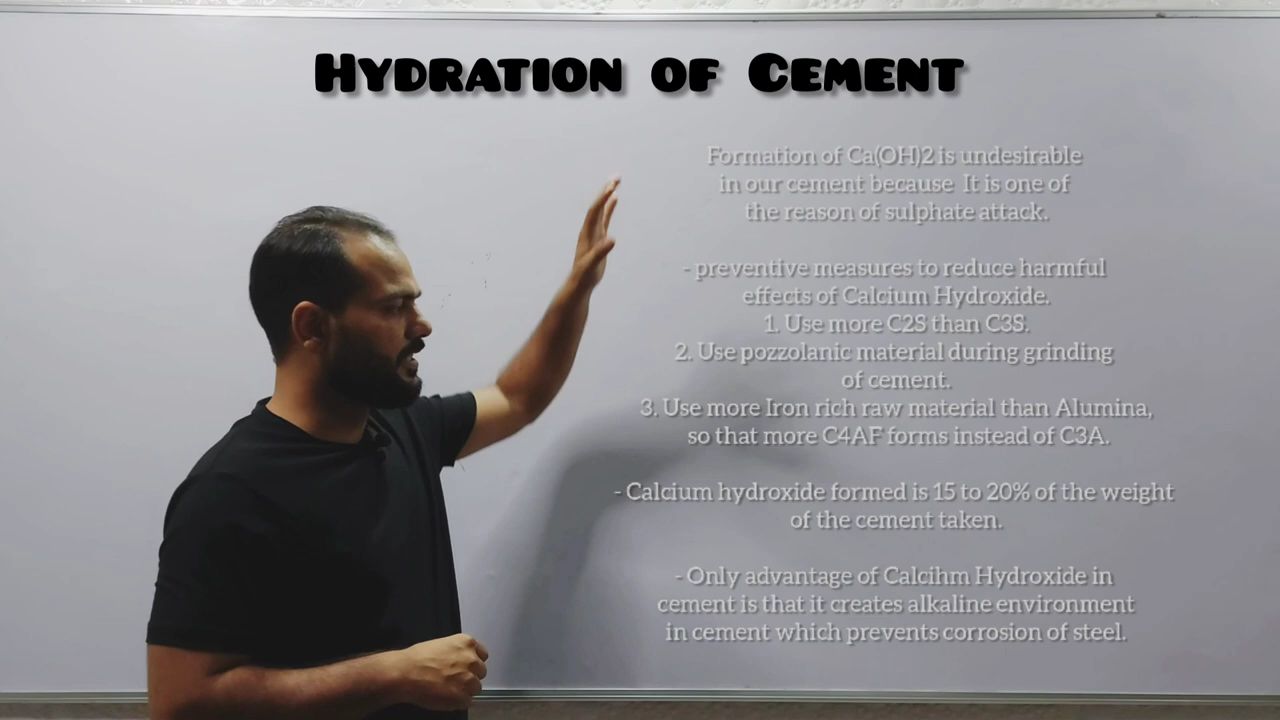 Hydration of Cement
Formation of Ca(OH)2 is undesirable
in our cement because It is one of
the reason of sulphate attack.
- preventive measures to reduce harmful
effects of Calcium Hydroxide.
1. Use more C2S than C3S.
2. Use pozzolanic material during grinding
of cement.
3. Use more Iron rich raw material than Alumina,
so that more C4AF forms instead of C3A.
- Calcium hydroxide formed is 15 to 20% of the weight
of the cement taken.
- Only advantage of Calcihm Hydroxide in
cement is that it creates alkaline environment
in cement which prevents corrosion of steel.